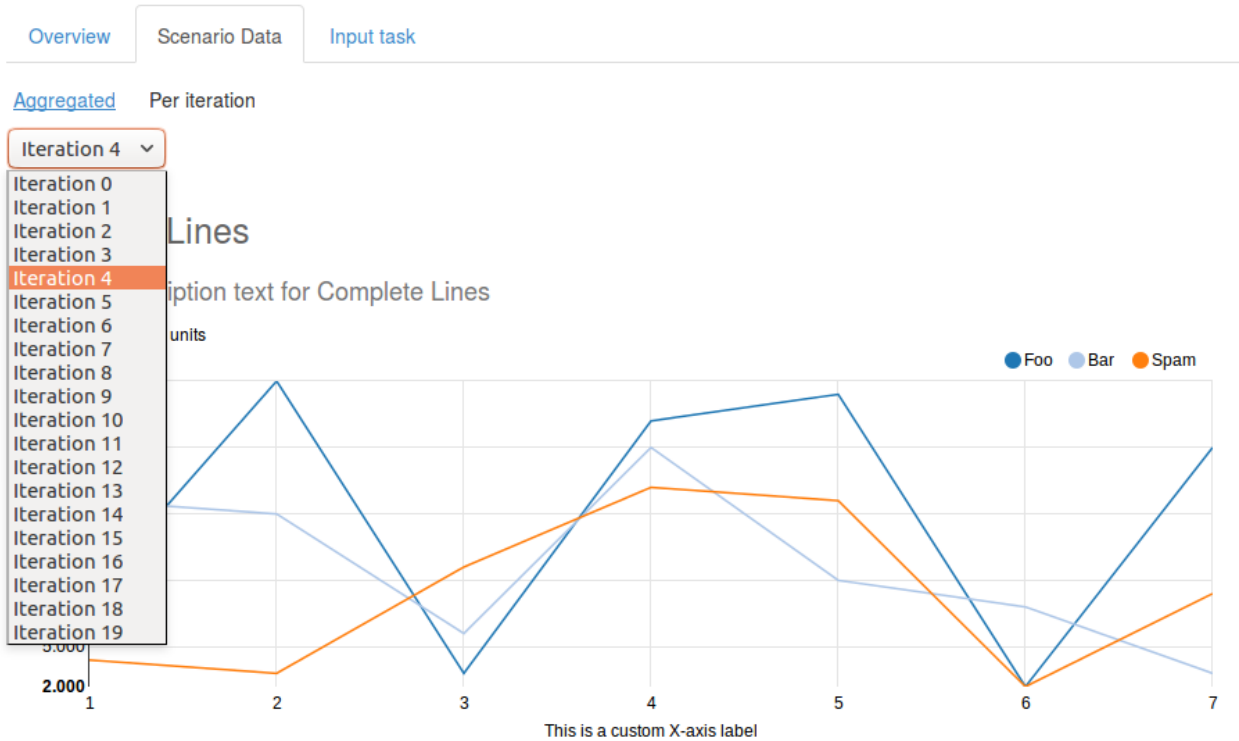 Overview Scenario Data Input task
Aggregated Per iteration
Iteration 4
Iteration 0
Iteration 1
Iteration 2
Iteration 3
Iteration 4
Iteration 5
Iteration 6
Iteration 7
Iteration 8
Iteration 9
Iteration 10
Iteration 11
Iteration 12
Iteration 13
Iteration 14
Iteration 15
Iteration 16
Iteration 17
Iteration 18
Iteration 19
Lines
iption text for Complete Lines
units
Foo Bar Spam
5.000
2.000
1 2 3 4 5 6 7
This is a custom X-axis label